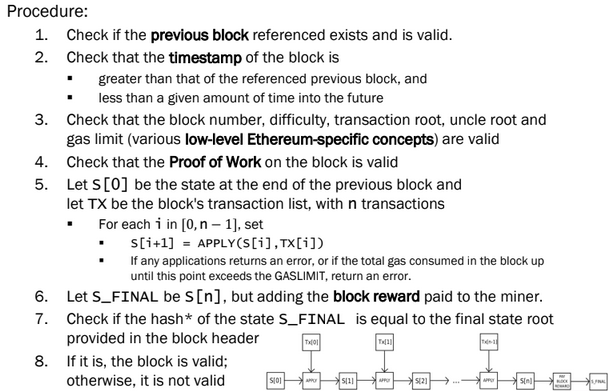 Procedure:
1. Check if the previous block referenced exists and is valid.
2. Check that the timestamp of the block is
▪ greater than that of the referenced previous block, and
▪ less than a given amount of time into the future
3. Check that the block number, difficulty, transaction root, uncle root and
gas limit (various low-level Ethereum-specific concepts) are valid
4. Check that the Proof of Work on the block is valid
5. Let S[0] be the state at the end of the previous block and
let TX be the block's transaction list, with n transactions
▪ For each i in [0, n − 1], set
▪ S[i+1] = APPLY(S[i],TX[i])
▪ If any applications returns an error, or if the total gas consumed in the block up
until this point exceeds the GASLIMIT, return an error.
6. Let S_FINAL be S[n], but adding the block reward paid to the miner.
7. Check if the hash* of the state S_FINAL is equal to the final state root
provided in the block header
8. If it is, the block is valid;
otherwise, it is not valid
Tx[0] Tx[1] Tx[n-1]
S[0] APPLY S[1] APPLY S[2] ... APPLY S[n] PAY BLOCK REWARD S_FINAL